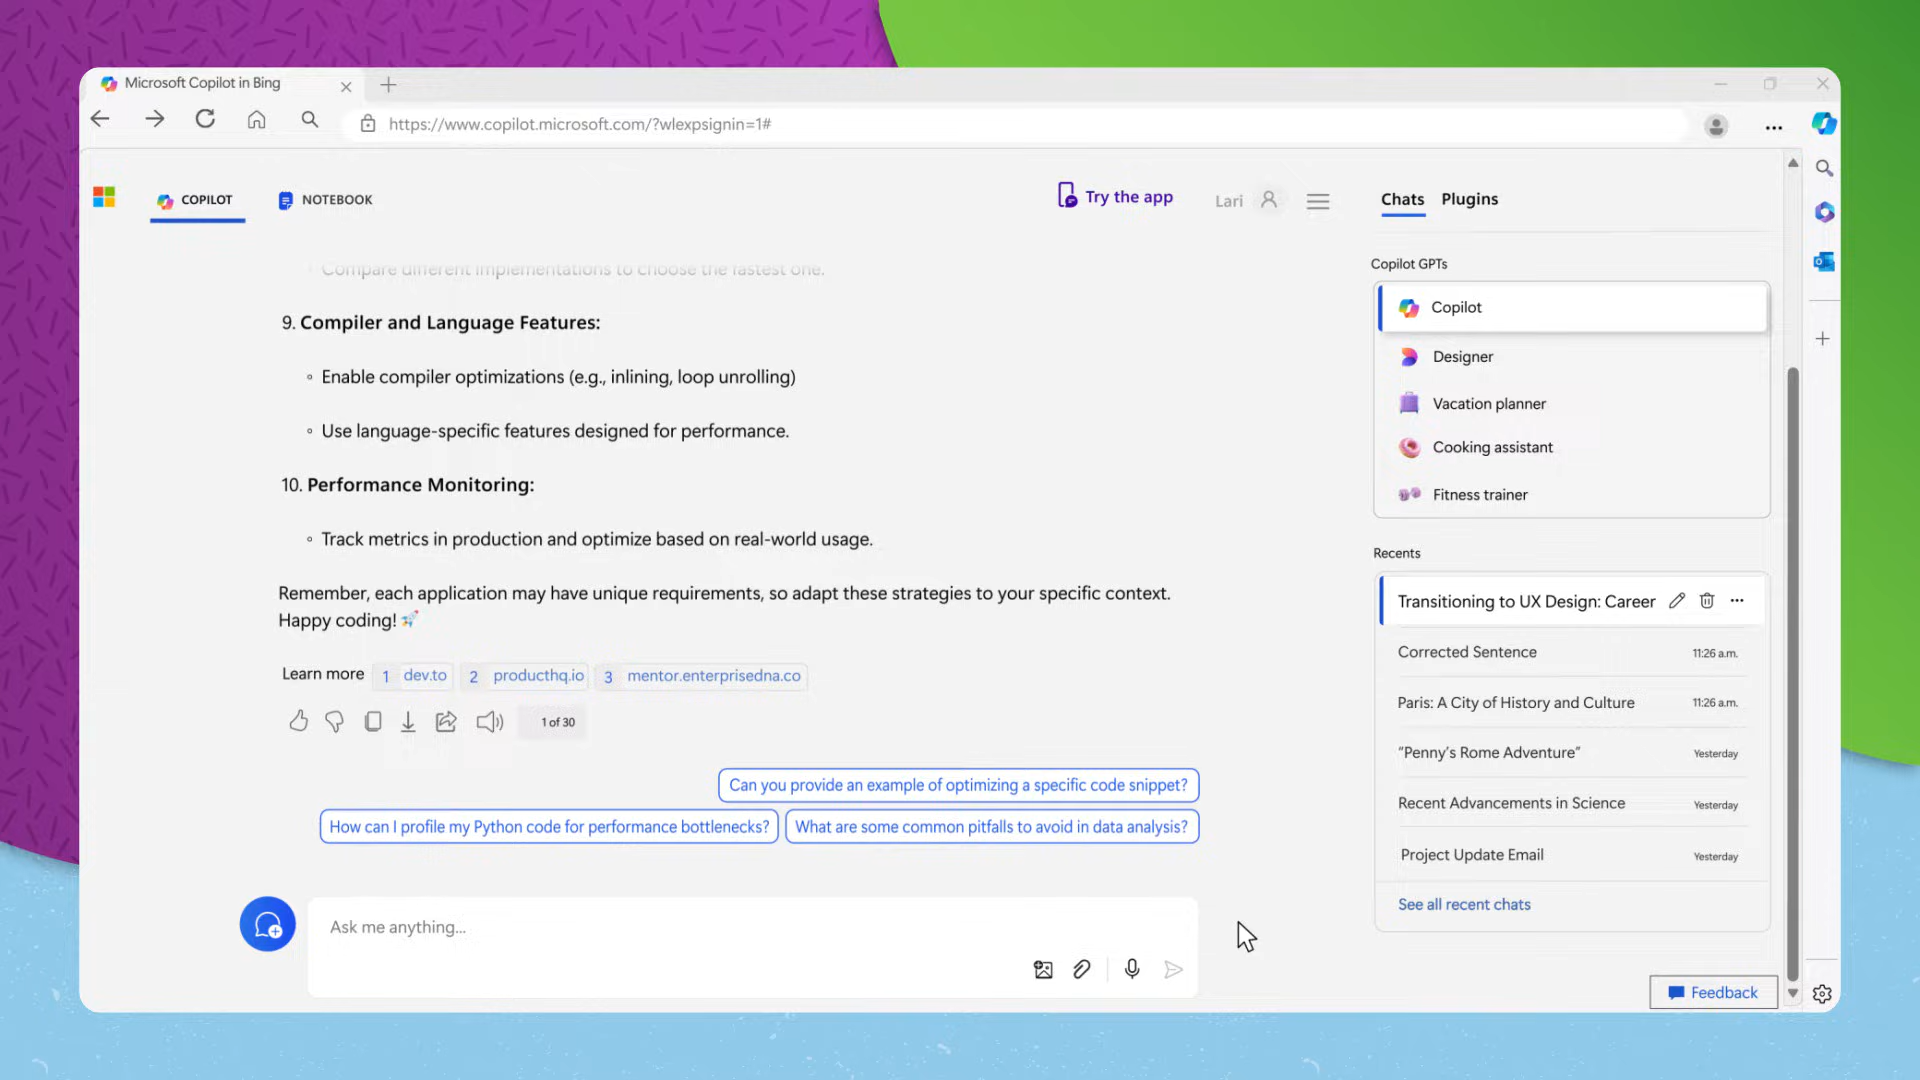 Microsoft Copilot in Bing
https://www.copilot.microsoft.com/?wlexpsignin=1#
COPILOT
NOTEBOOK
Try the app
Lari
Chats Plugins
Compare different implementations to choose the fastest one.
9. Compiler and Language Features:
◦ Enable compiler optimizations (e.g., inlining, loop unrolling)
◦ Use language-specific features designed for performance.
10. Performance Monitoring:
◦ Track metrics in production and optimize based on real-world usage.
Remember, each application may have unique requirements, so adapt these strategies to your specific context.
Happy coding! 🚀
Learn more 1 dev.to 2 producthq.io 3 mentor.enterprisedna.co
1 of 30
Can you provide an example of optimizing a specific code snippet?
How can I profile my Python code for performance bottlenecks? What are some common pitfalls to avoid in data analysis?
Ask me anything...
Copilot GPTs
Copilot
Designer
Vacation planner
Cooking assistant
Fitness trainer
Recents
Transitioning to UX Design: Career
Corrected Sentence 11:26 a.m.
Paris: A City of History and Culture 11:26 a.m.
“Penny’s Rome Adventure” Yesterday
Recent Advancements in Science Yesterday
Project Update Email Yesterday
See all recent chats
Feedback